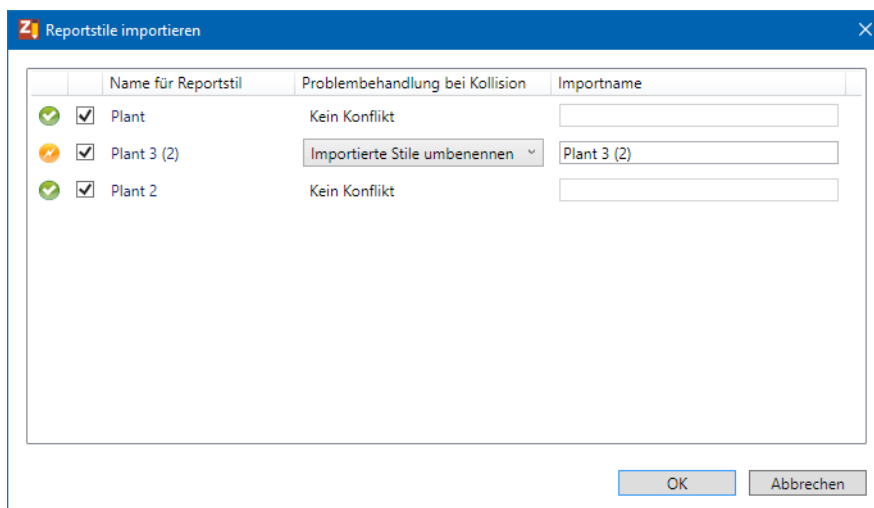 Z Reportstile importieren
Name für Reportstil Problembehandlung bei Kollision Importname
Plant Kein Konflikt
Plant 3 (2) Importierte Stile umbenennen Plant 3 (2)
Plant 2 Kein Konflikt
OK Abbrechen